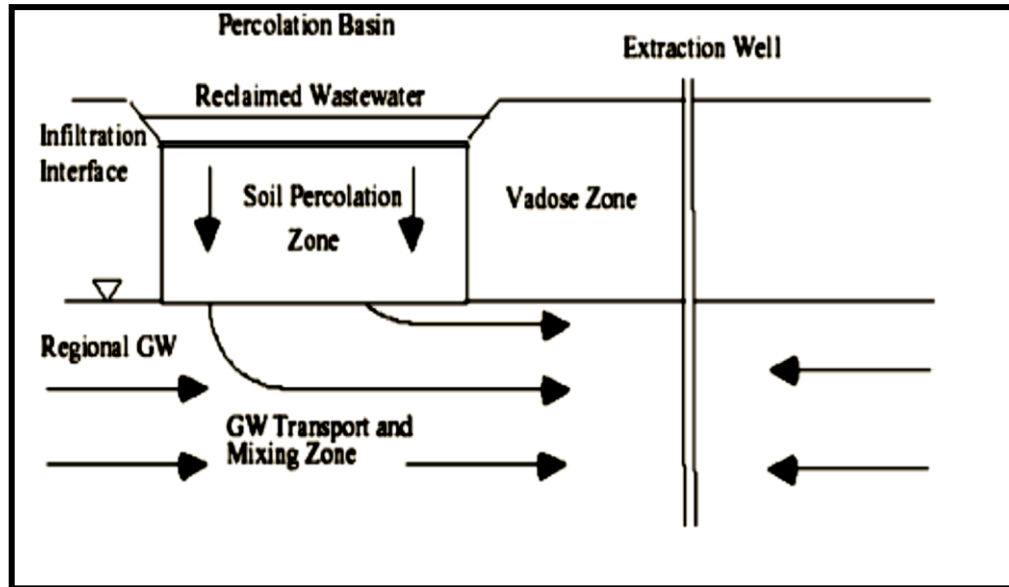 Percolation Basin
Extraction Well
Reclaimed Wastewater
Infiltration
Interface
Soil Percolation
Zone
Vadose Zone
Regional GW
GW Transport and
Mixing Zone